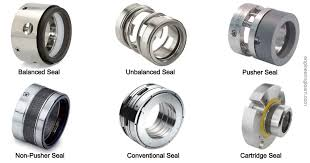 Balanced Seal
Unbalanced Seal
Pusher Seal
Non-Pusher Seal
Conventional Seal
Cartridge Seal